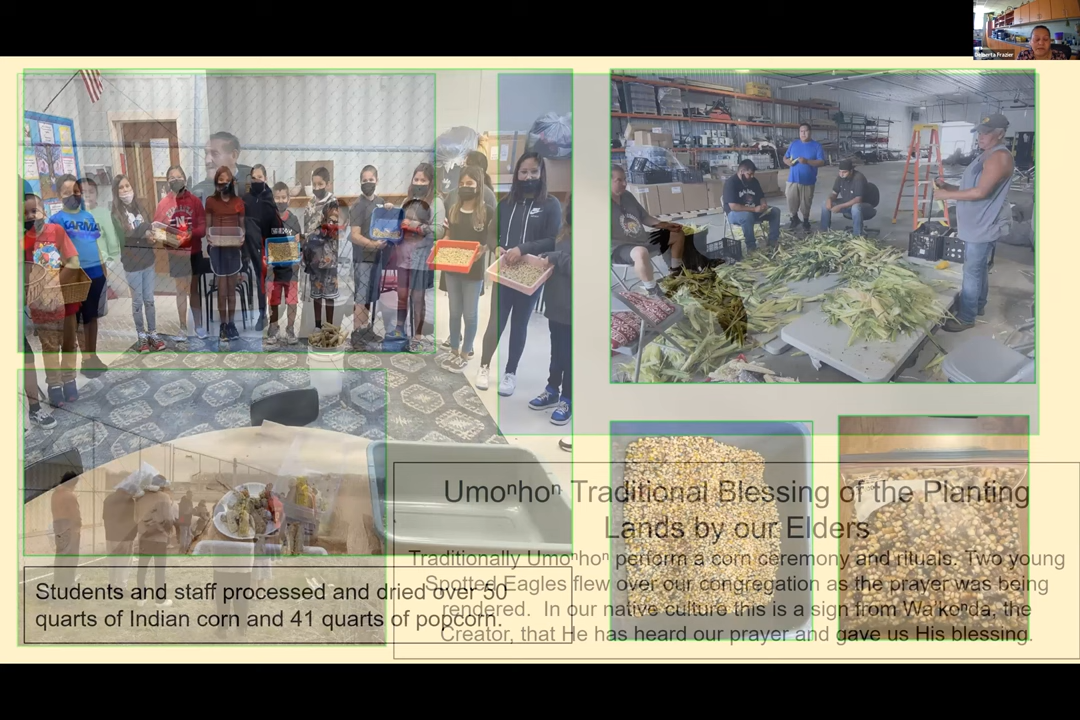 Delberta Frazier
KARMA
Umoⁿhoⁿ Traditional Blessing of the Planting
Lands by our Elders
Traditionally Umoⁿhoⁿ perform a corn ceremony and rituals. Two young
Spotted Eagles flew over our congregation as the prayer was being
rendered. In our native culture this is a sign from Wa'koⁿda, the
Creator, that He has heard our prayer and gave us His blessing.
Students and staff processed and dried over 50
quarts of Indian corn and 41 quarts of popcorn.